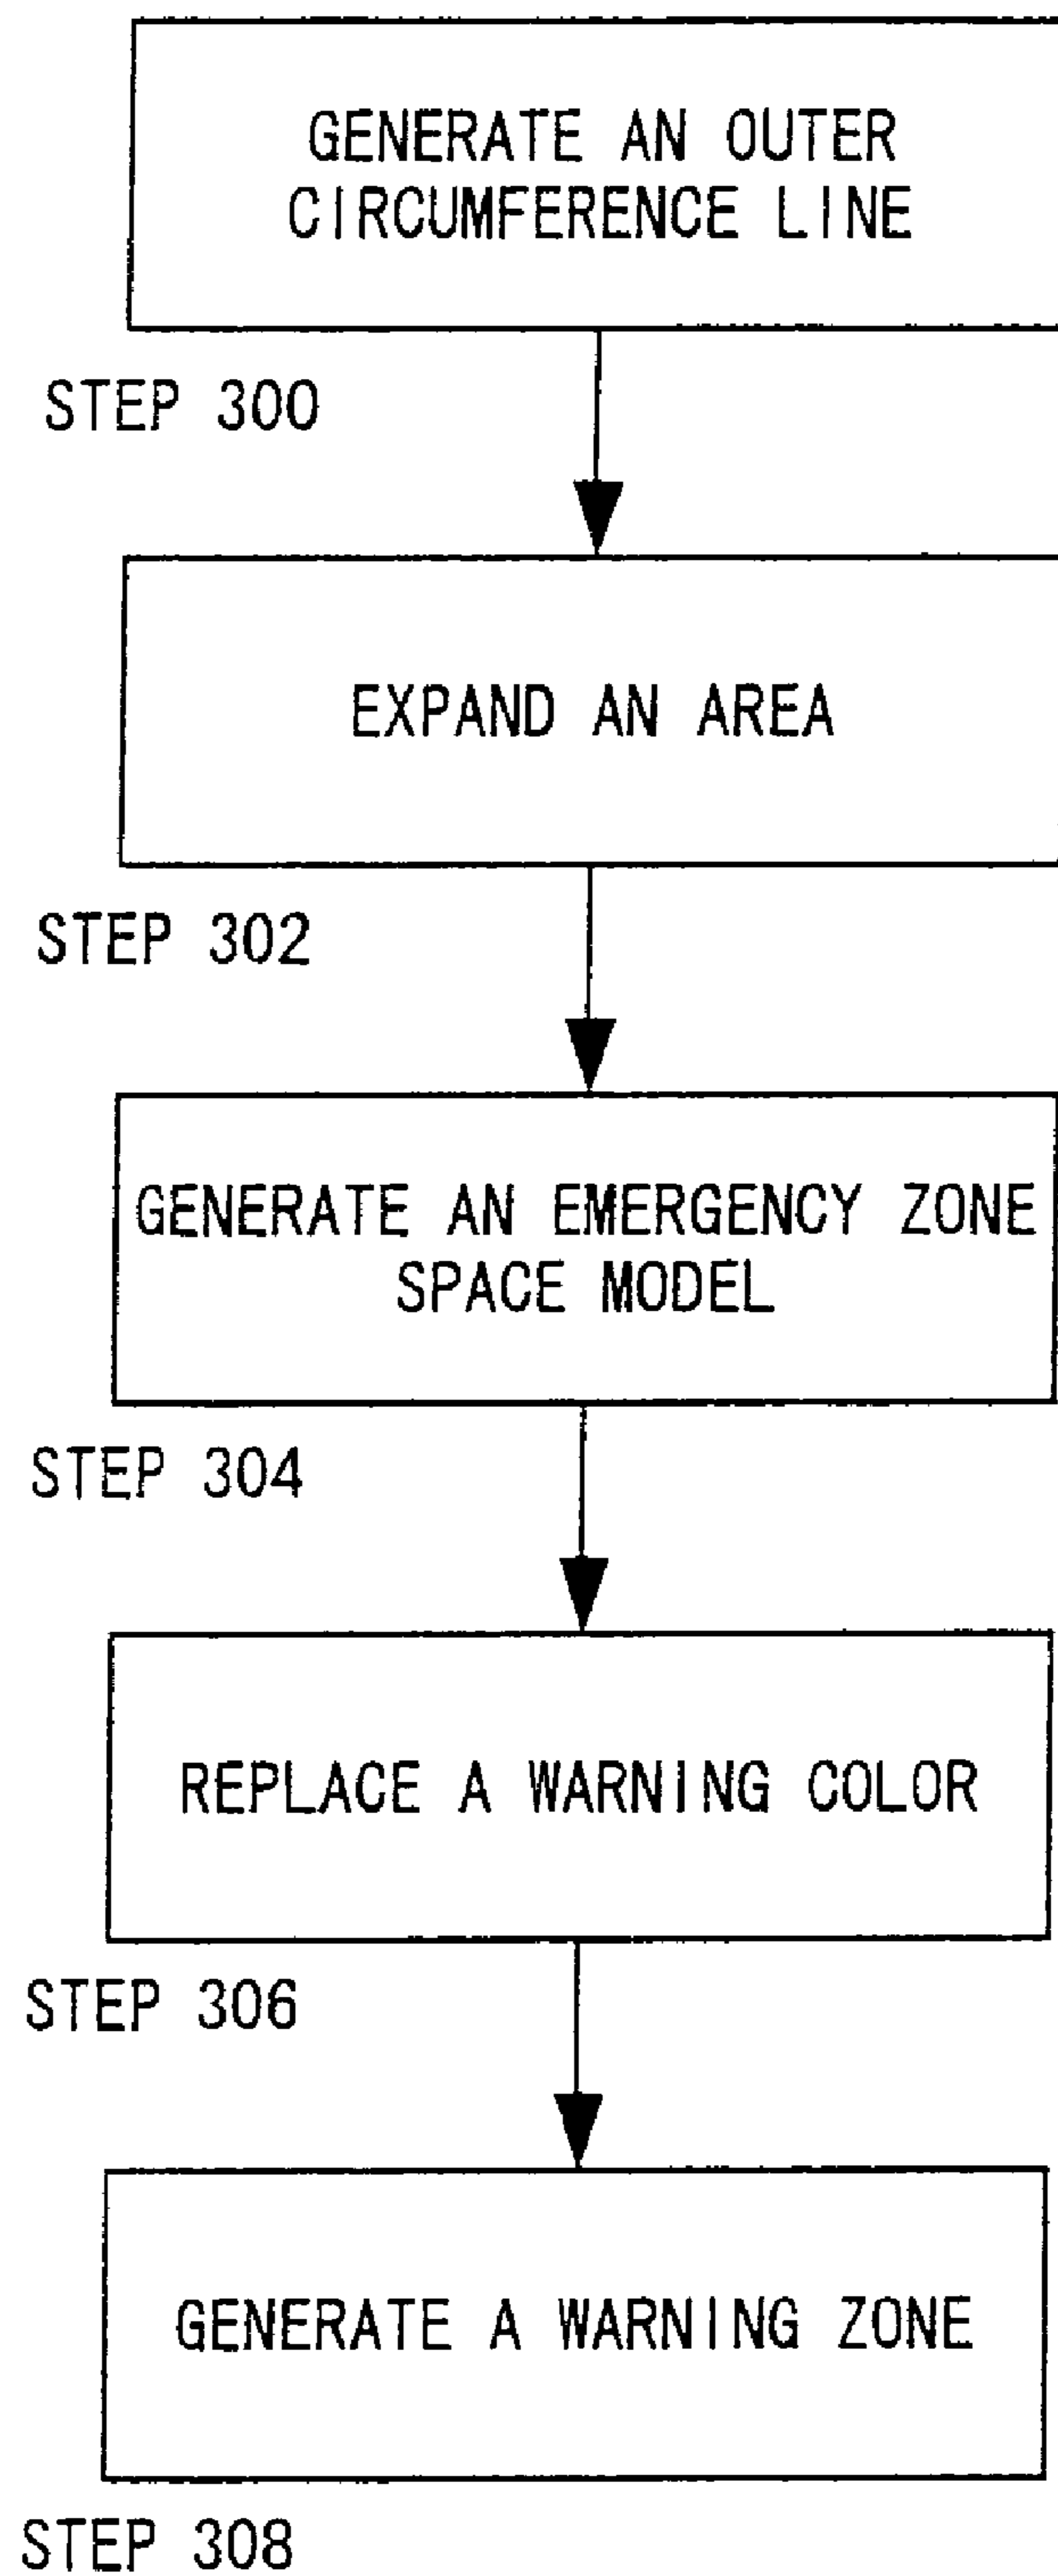 GENERATE AN OUTER
CIRCUMFERENCE LINE
STEP 300
EXPAND AN AREA
STEP 302
GENERATE AN EMERGENCY ZONE
SPACE MODEL
STEP 304
REPLACE A WARNING COLOR
STEP 306
GENERATE A WARNING ZONE
STEP 308